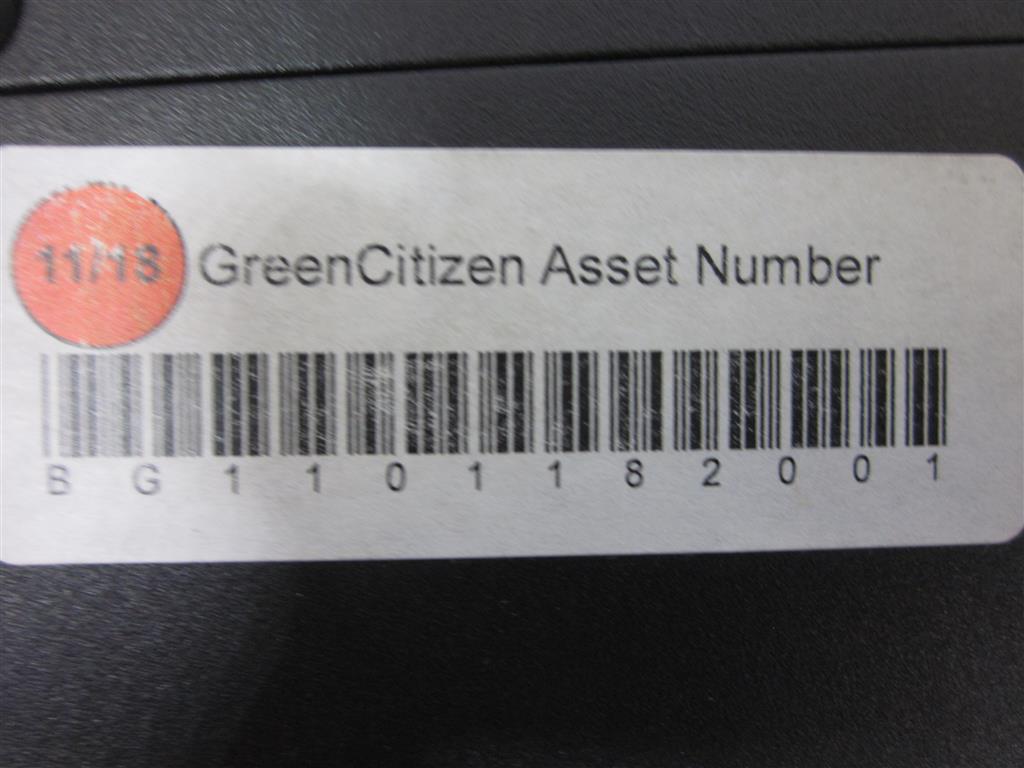 11/18
GreenCitizen Asset Number
B G 1 1 0 1 1 8 2 0 0 1